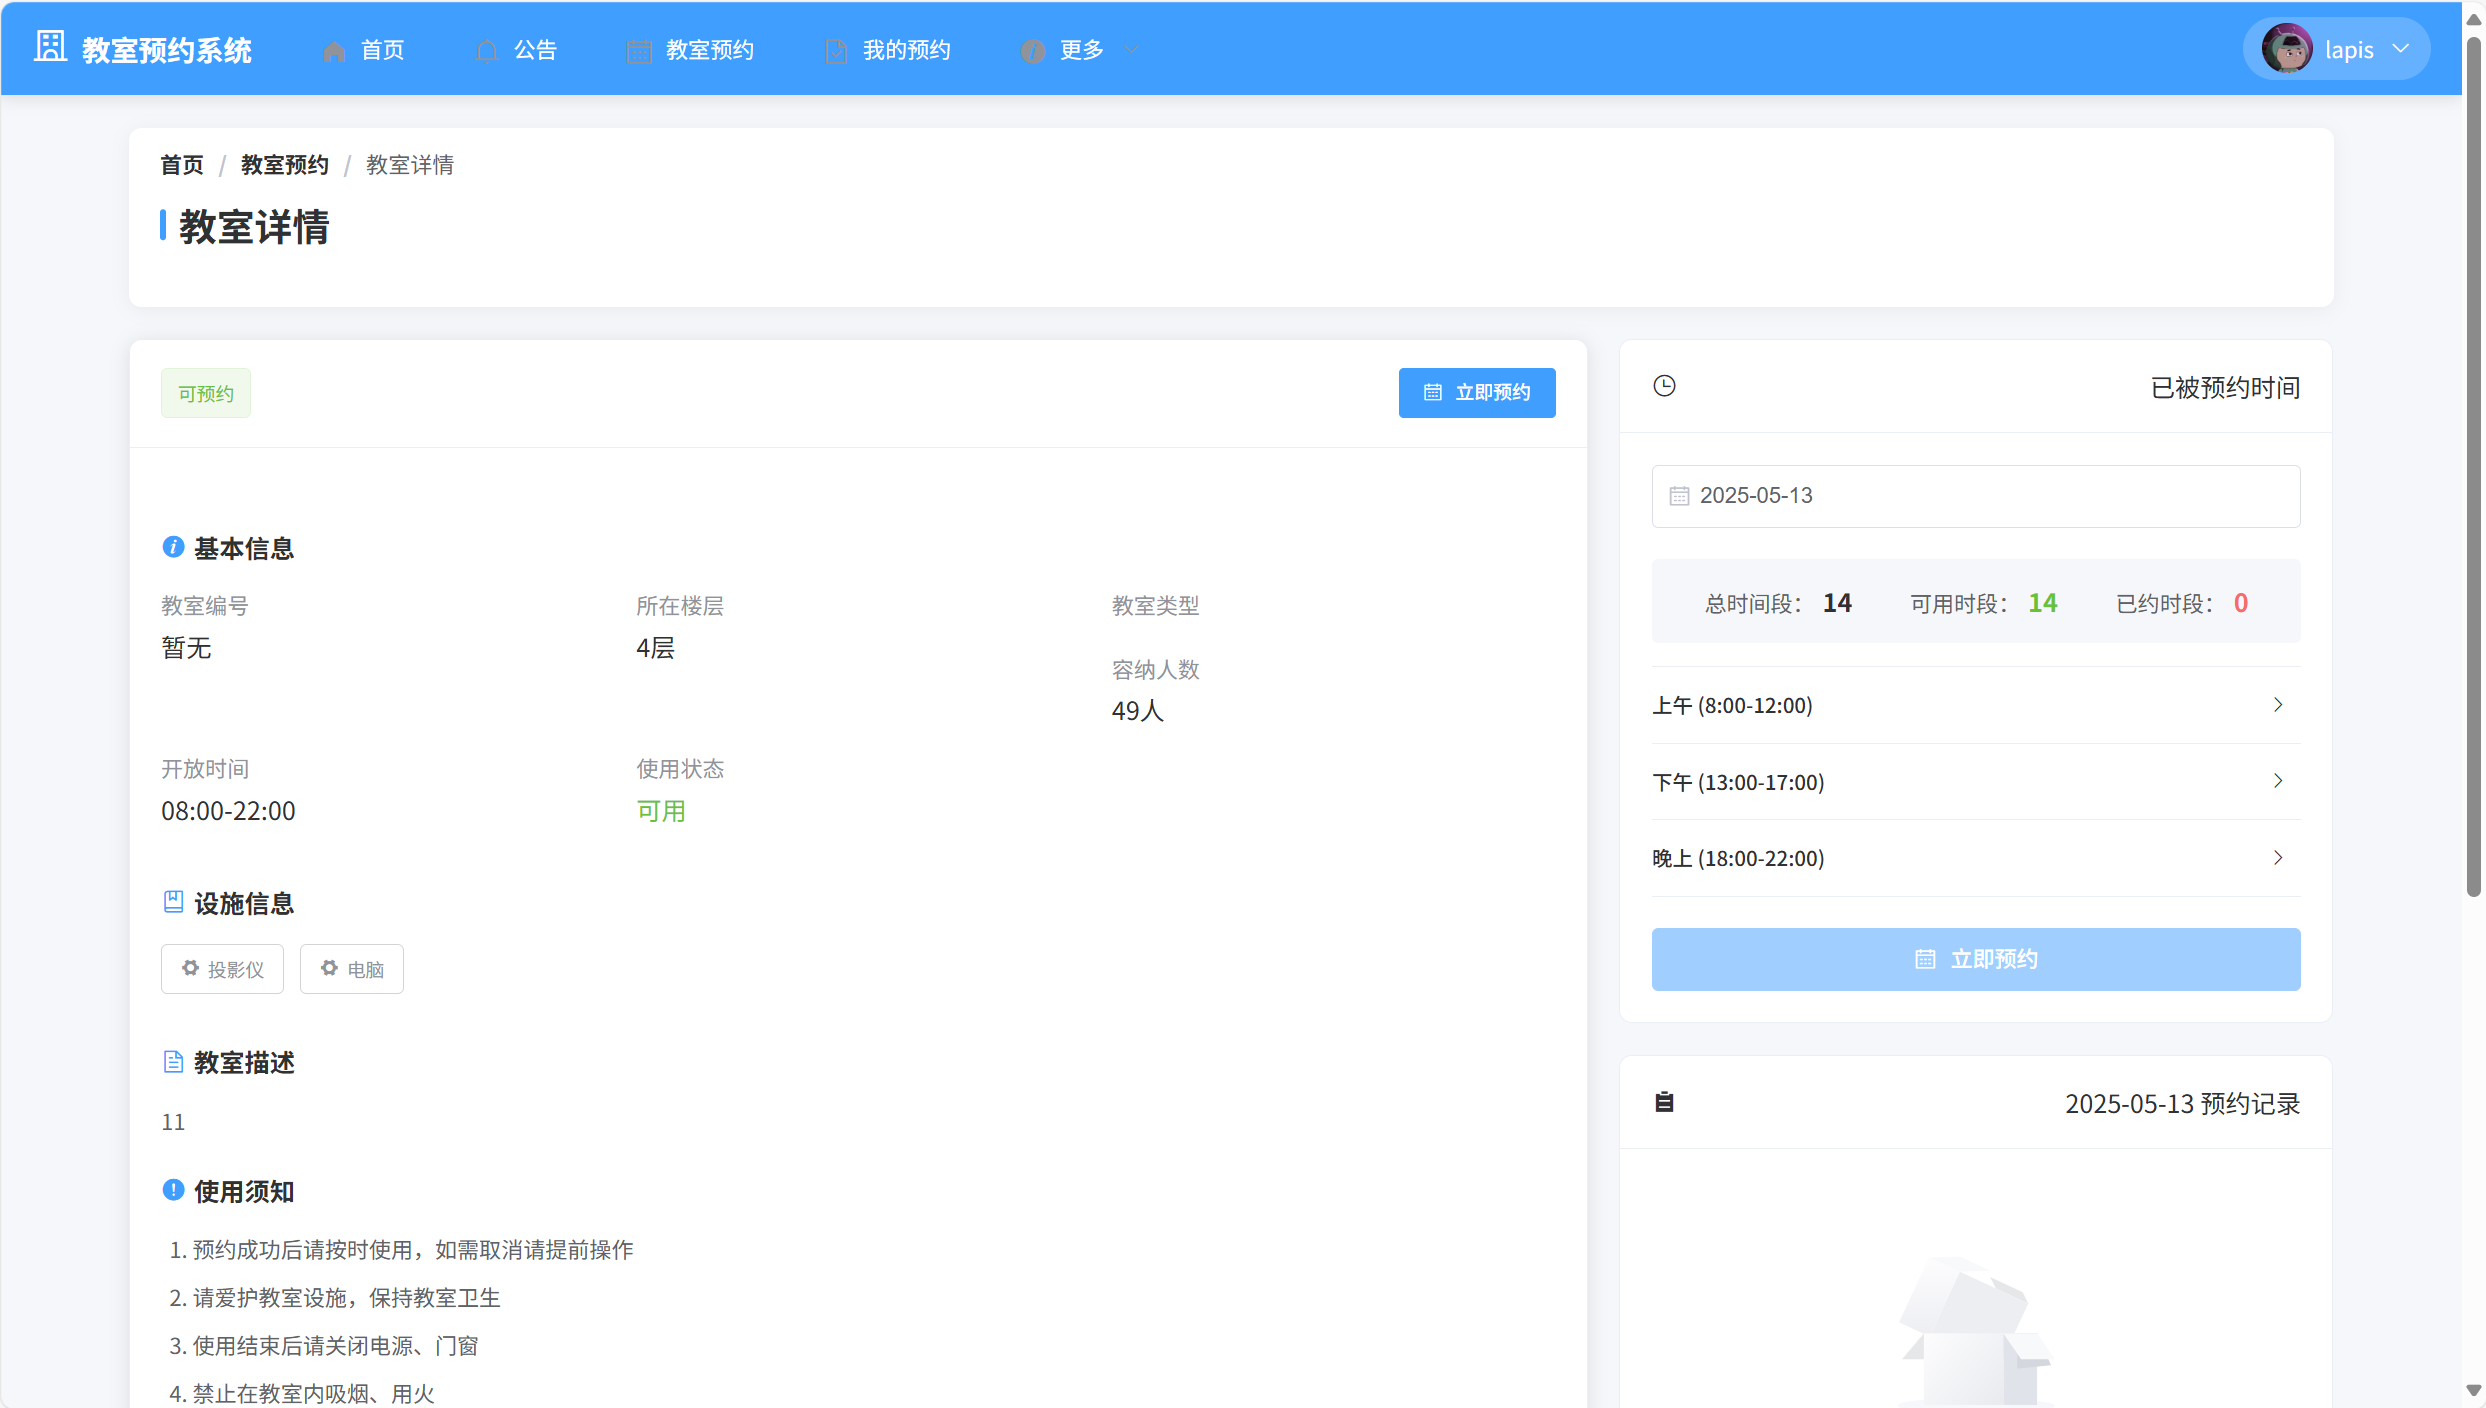 教室预约系统 首页 公告 教室预约 我的预约 更多 lapis
首页 / 教室预约 / 教室详情
教室详情
可预约 立即预约
基本信息
教室编号 所在楼层 教室类型
暂无 4层
容纳人数
49人
开放时间 使用状态
08:00-22:00 可用
设施信息
投影仪 电脑
教室描述
11
使用须知
1. 预约成功后请按时使用，如需取消请提前操作
2. 请爱护教室设施，保持教室卫生
3. 使用结束后请关闭电源、门窗
4. 禁止在教室内吸烟、用火
已被预约时间
2025-05-13
总时间段： 14 可用时段： 14 已约时段： 0
上午 (8:00-12:00)
下午 (13:00-17:00)
晚上 (18:00-22:00)
立即预约
2025-05-13 预约记录